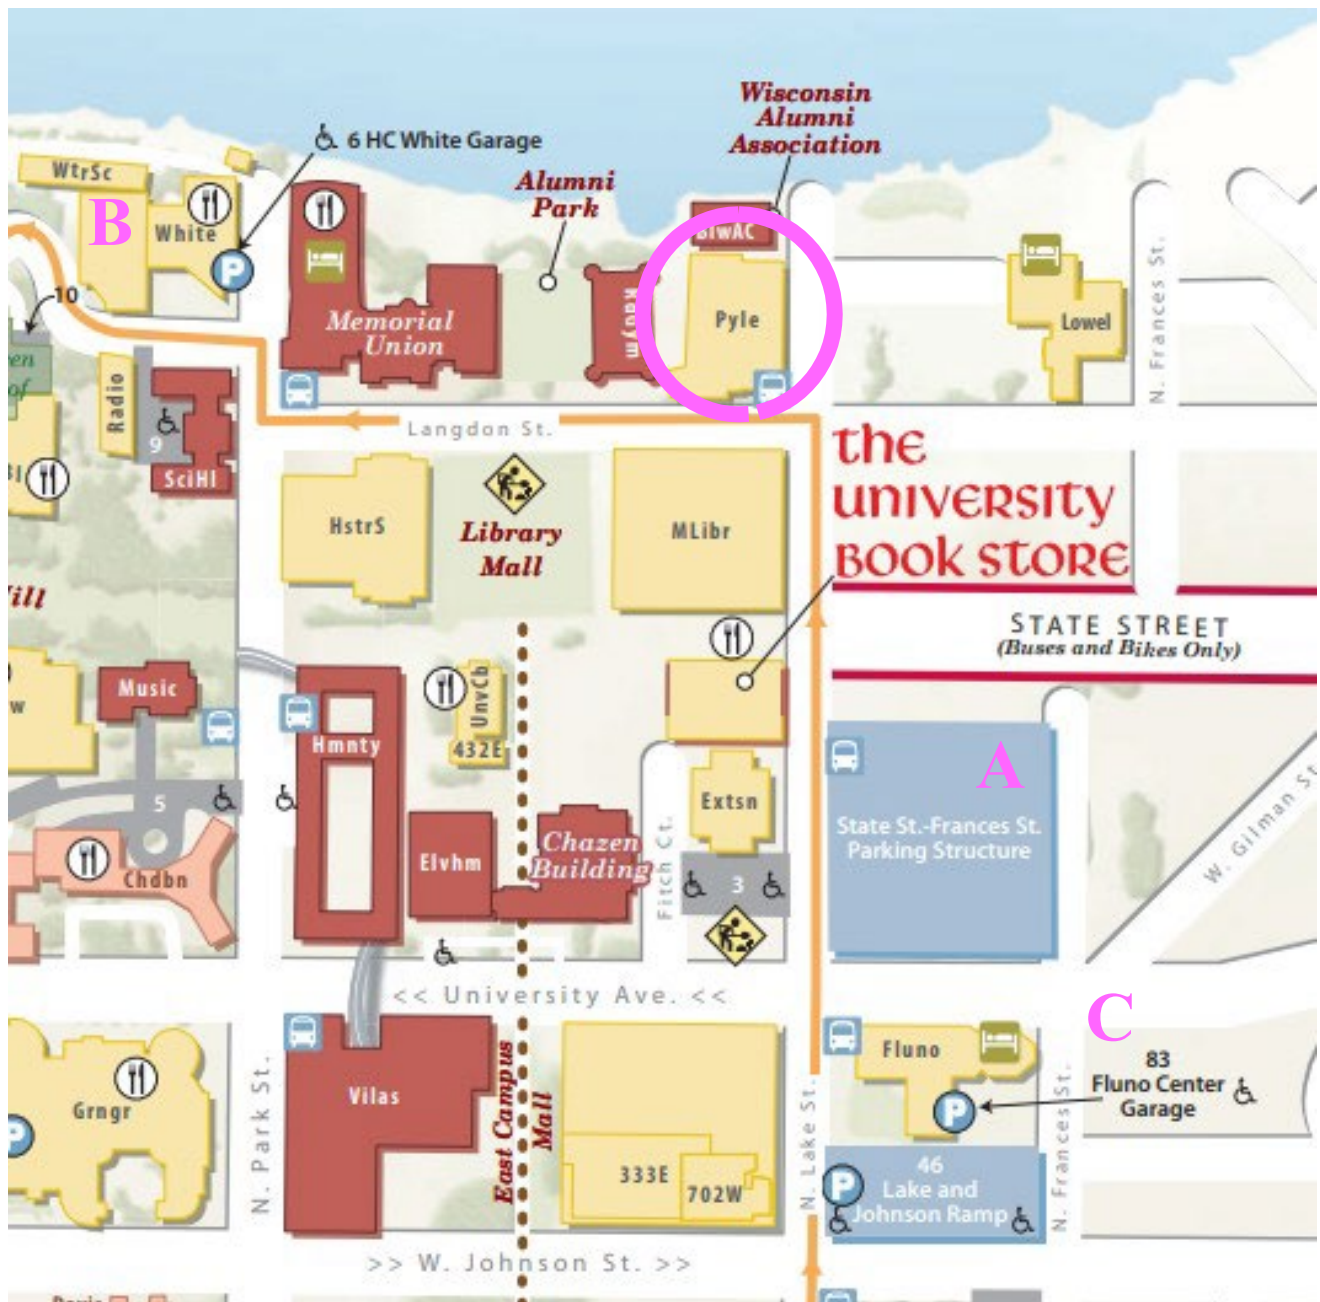 Wisconsin
Alumni
Association
6 HC White Garage
Alumni
Park
WtrSc
B
White
P
BIwAC
10
Memorial
Union
Pyle
Lowel
N. Frances St.
Radio
9
SciHl
Langdon St.
the
University
Book Store
HstrS
Library
Mall
MLibr
STATE STREET
(Buses and Bikes Only)
Music
Hmnty
UnvCb
432E
A
5
Extsn
State St.-Frances St.
Parking Structure
W. Gilman St.
Chdbn
Elvhm
Chazen
Building
Fitch Ct.
3
<< University Ave. <<
C
Fluno
83
Fluno Center
Garage
P
Grngr
P
N. Park St.
Vilas
East Campus
Mall
333E
702W
N. Lake St.
46
Lake and
Johnson Ramp
P
N. Frances St.
>> W. Johnson St. >>